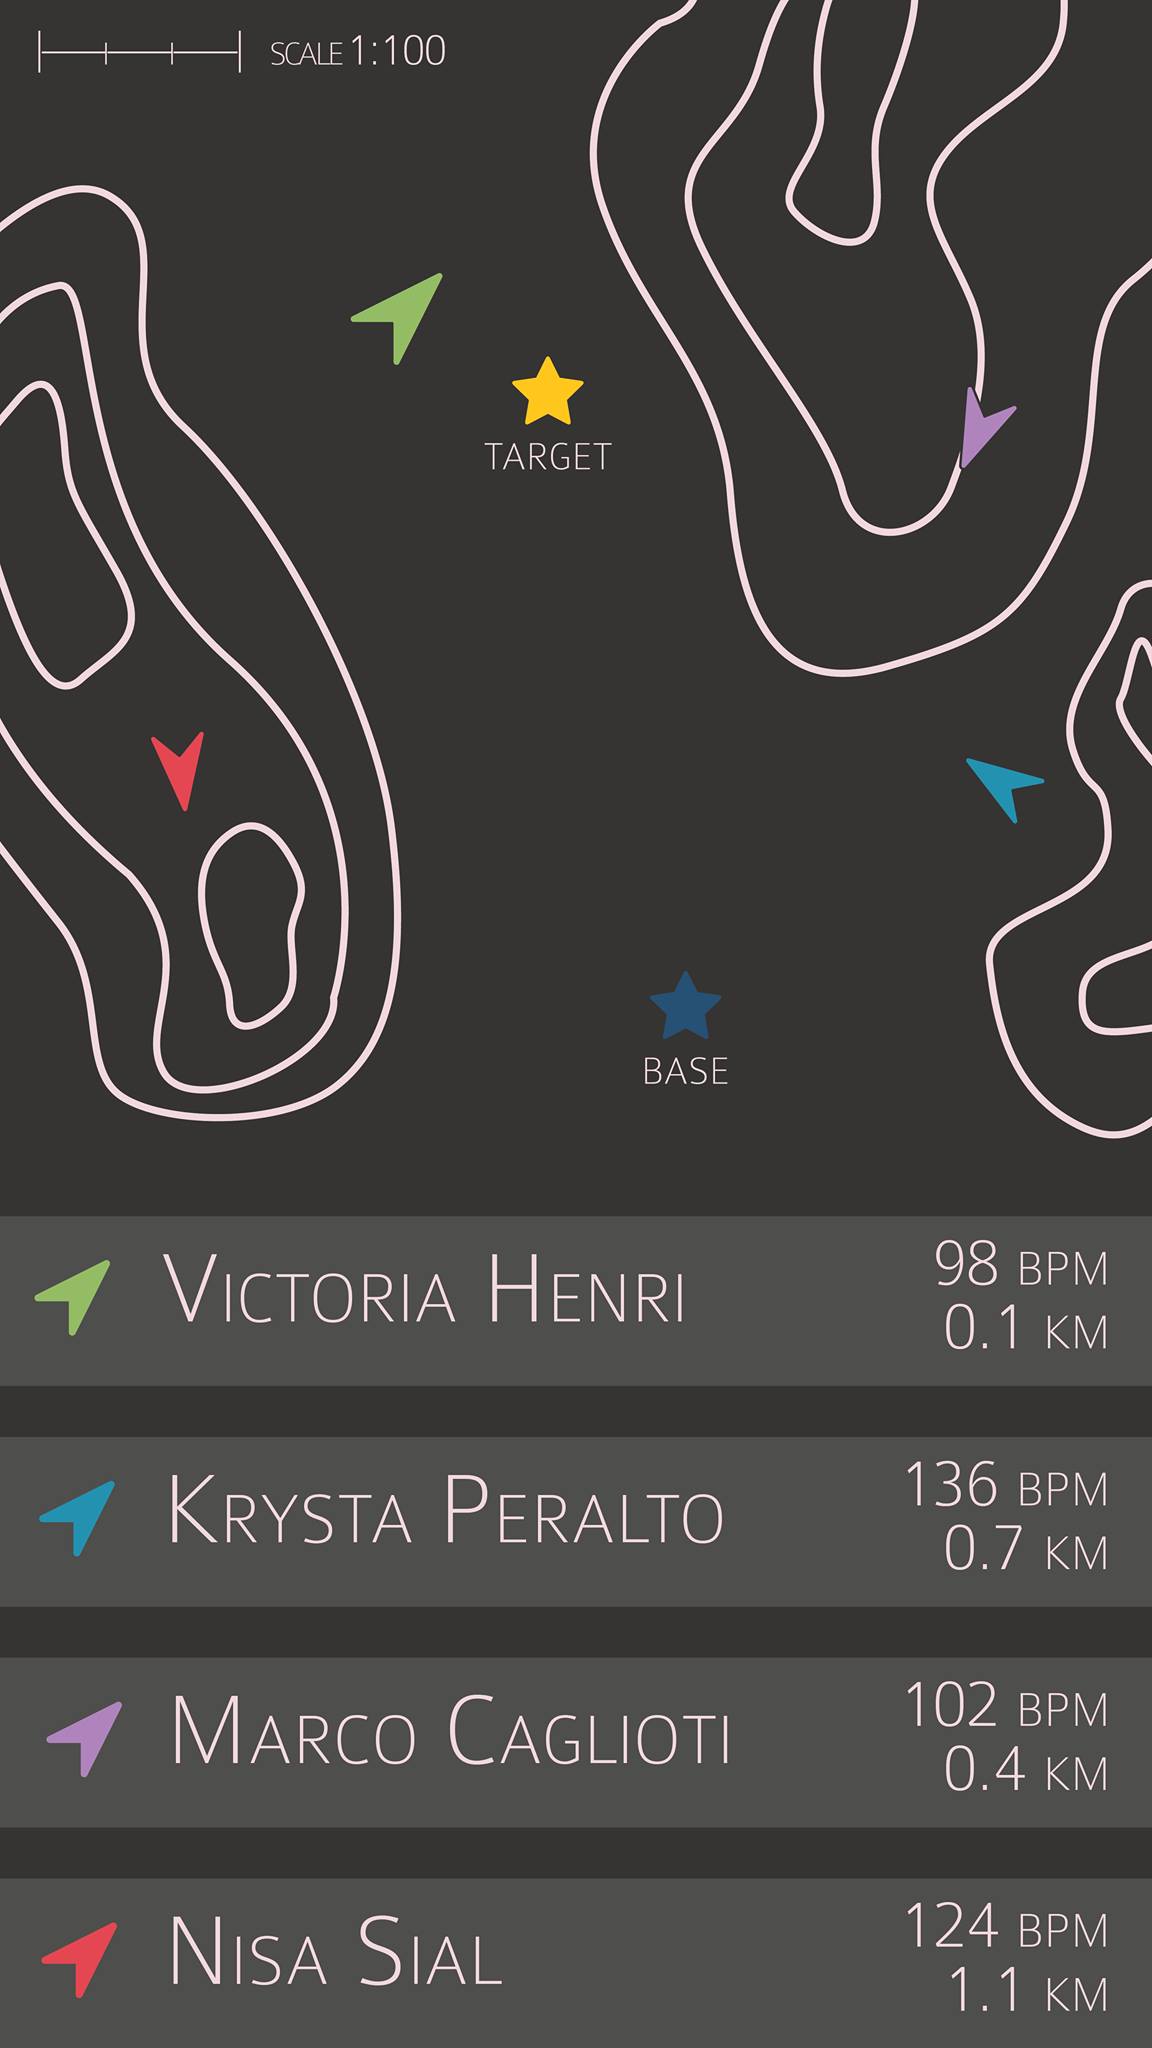 SCALE 1:100
TARGET
BASE
VICTORIA HENRI
98 BPM
0.1 KM
KRYSTA PERALTO
136 BPM
0.7 KM
MARCO CAGLIOTI
102 BPM
0.4 KM
NISA SIAL
124 BPM
1.1 KM